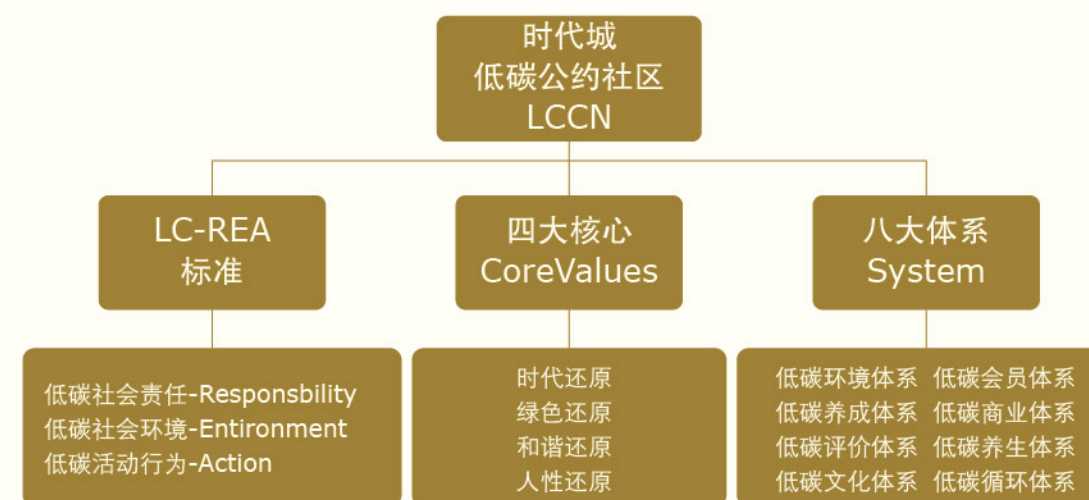 时代城
低碳公约社区
LCCN
LC-REA
标准
四大核心
CoreValues
八大体系
System
低碳社会责任-Responsbility
低碳社会环境-Entironment
低碳活动行为-Action
时代还原
绿色还原
和谐还原
人性还原
低碳环境体系 低碳会员体系
低碳养成体系 低碳商业体系
低碳评价体系 低碳养生体系
低碳文化体系 低碳循环体系